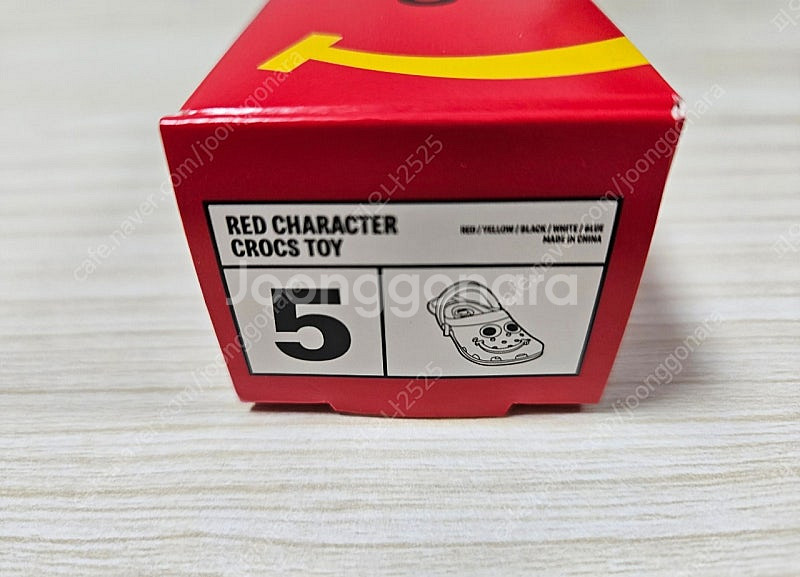 RED CHARACTER
CROCS TOY
RED / YELLOW / BLACK / WHITE / BLUE
MADE IN CHINA
5
Joonggonara
cafe.naver.com/joonggonara